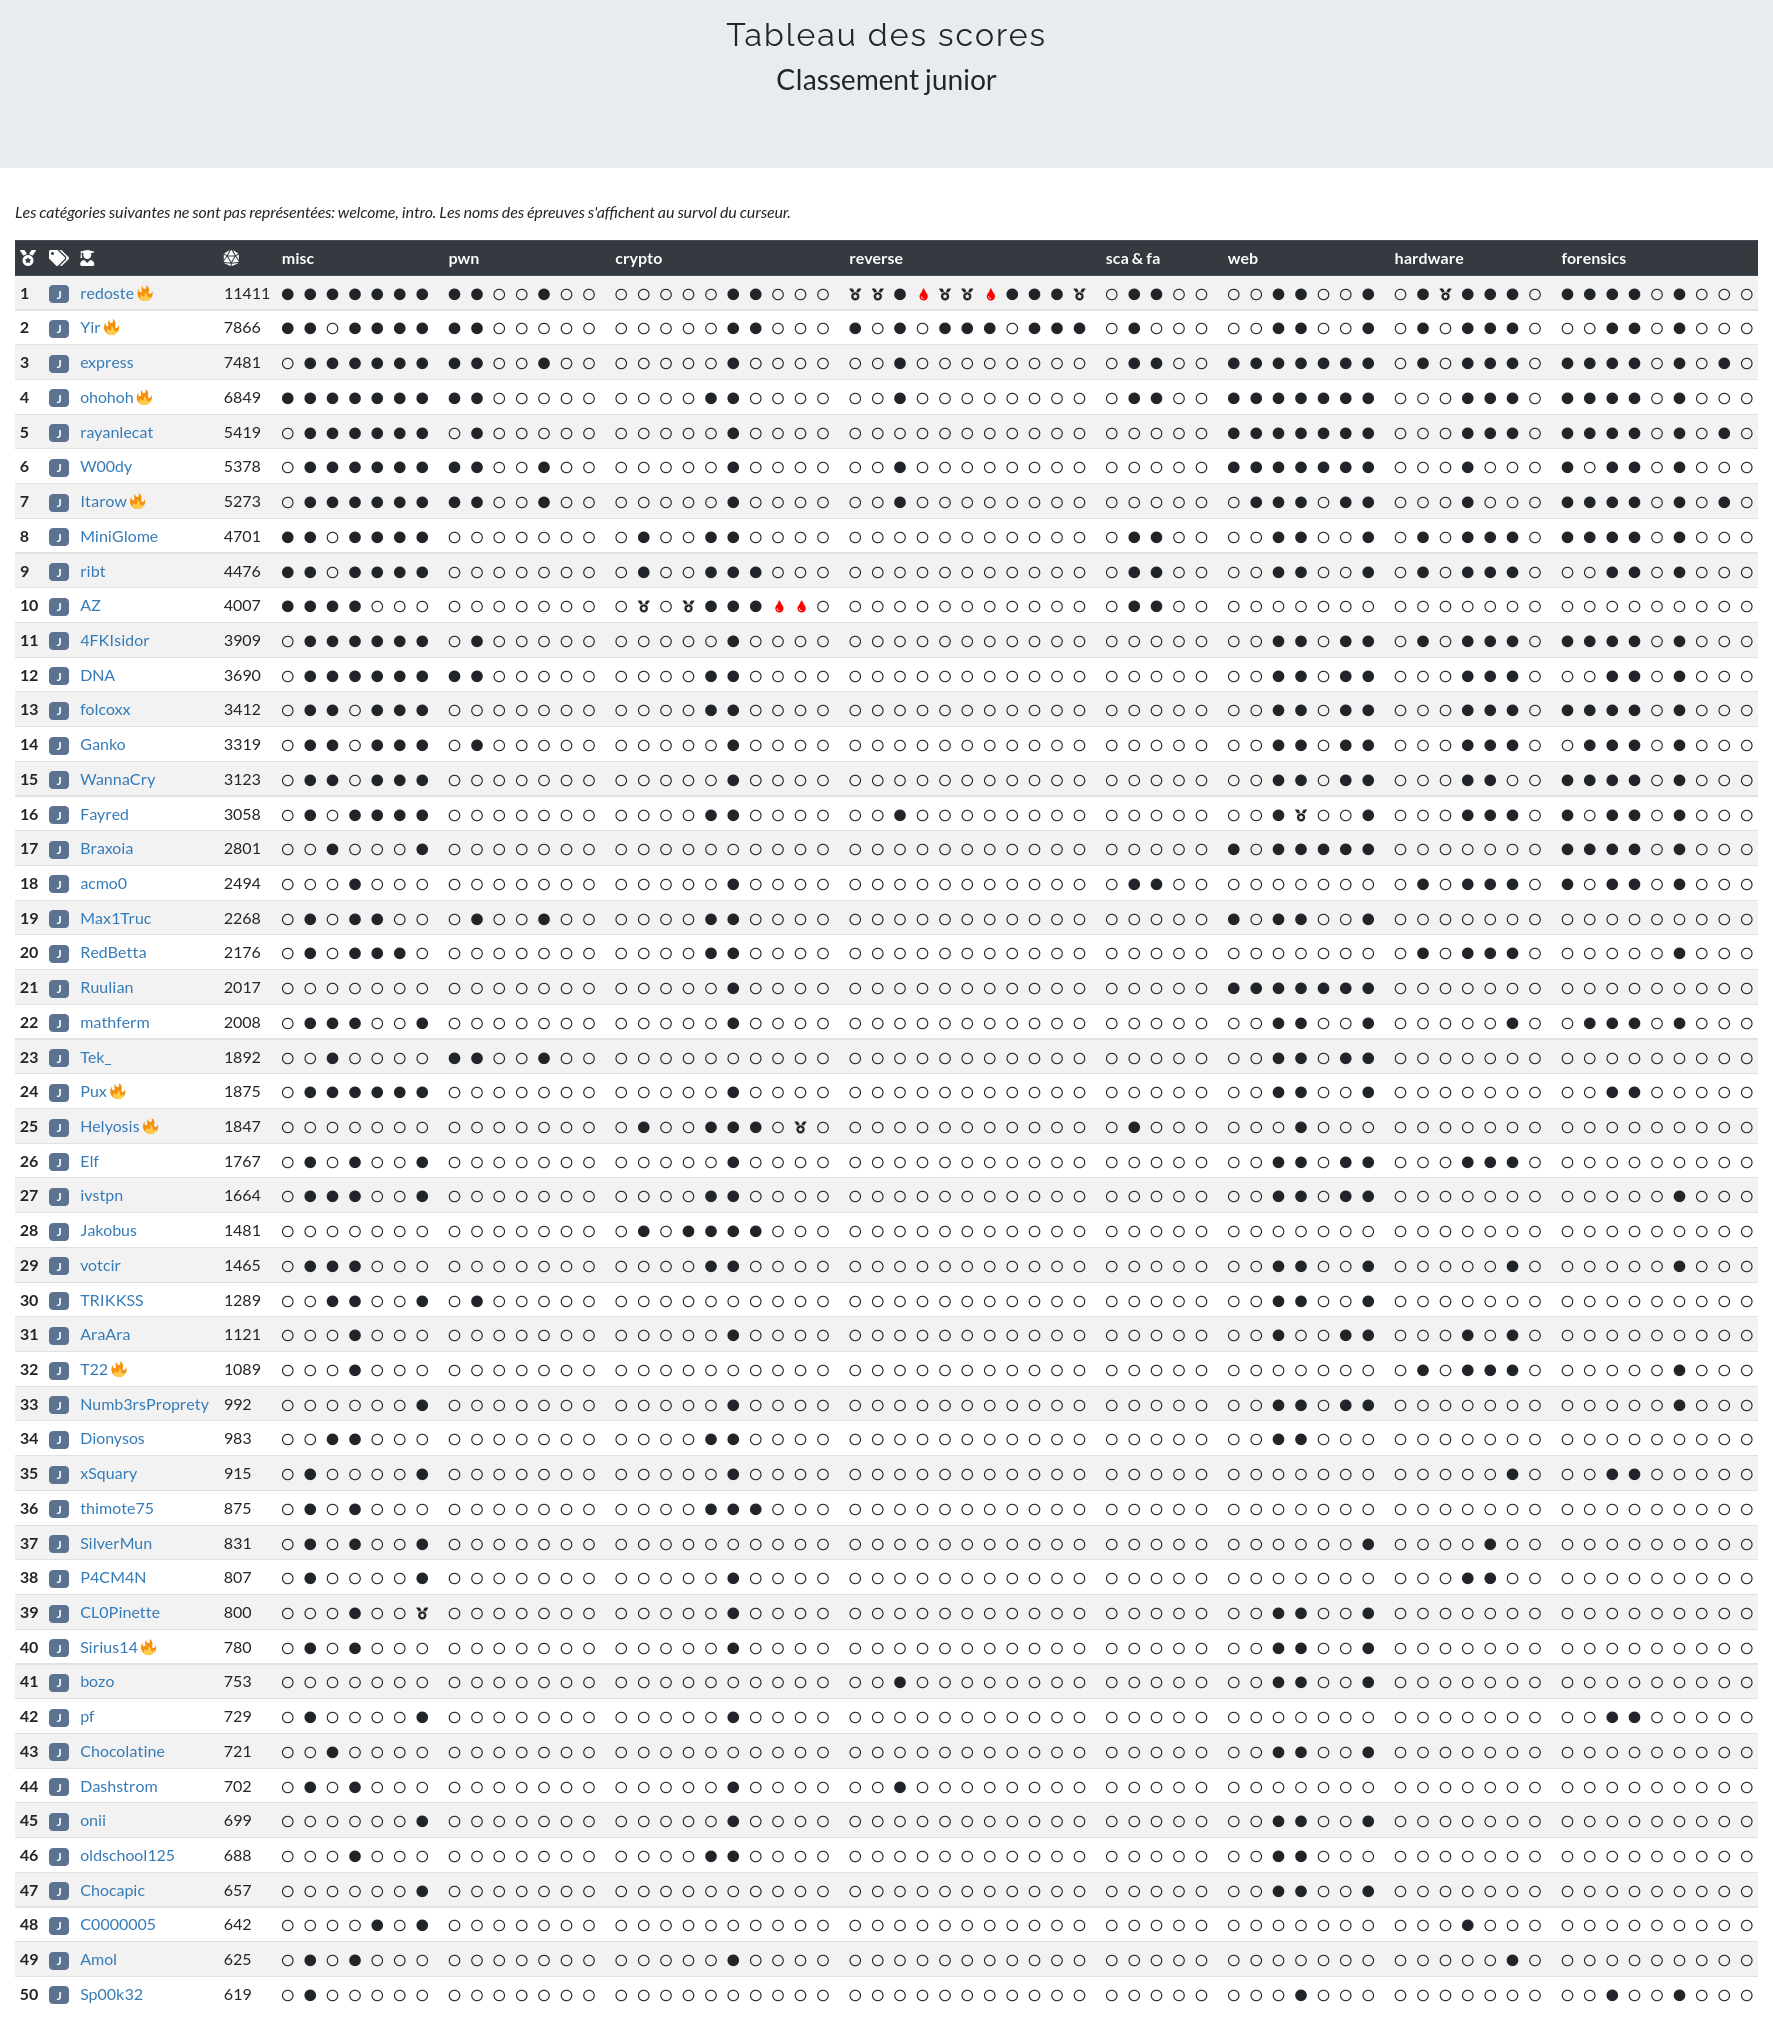 Tableau des scores
Classement junior
Les catégories suivantes ne sont pas représentées: welcome, intro. Les noms des épreuves s'affichent au survol du curseur.
misc pwn crypto reverse sca & fa web hardware forensics
1 J redoste 11411
2 J Yir 7866
3 J express 7481
4 J ohohoh 6849
5 J rayanlecat 5419
6 J W00dy 5378
7 J Itarow 5273
8 J MiniGlome 4701
9 J ribt 4476
10 J AZ 4007
11 J 4FKIsidor 3909
12 J DNA 3690
13 J folcoxx 3412
14 J Ganko 3319
15 J WannaCry 3123
16 J Fayred 3058
17 J Braxoia 2801
18 J acmo0 2494
19 J Max1Truc 2268
20 J RedBetta 2176
21 J Ruulian 2017
22 J mathferm 2008
23 J Tek_ 1892
24 J Pux 1875
25 J Helyosis 1847
26 J Elf 1767
27 J ivstpn 1664
28 J Jakobus 1481
29 J votcir 1465
30 J TRIKKSS 1289
31 J AraAra 1121
32 J T22 1089
33 J Numb3rsProprety 992
34 J Dionysos 983
35 J xSquary 915
36 J thimote75 875
37 J SilverMun 831
38 J P4CM4N 807
39 J CL0Pinette 800
40 J Sirius14 780
41 J bozo 753
42 J pf 729
43 J Chocolatine 721
44 J Dashstrom 702
45 J onii 699
46 J oldschool125 688
47 J Chocapic 657
48 J C0000005 642
49 J Amol 625
50 J Sp00k32 619